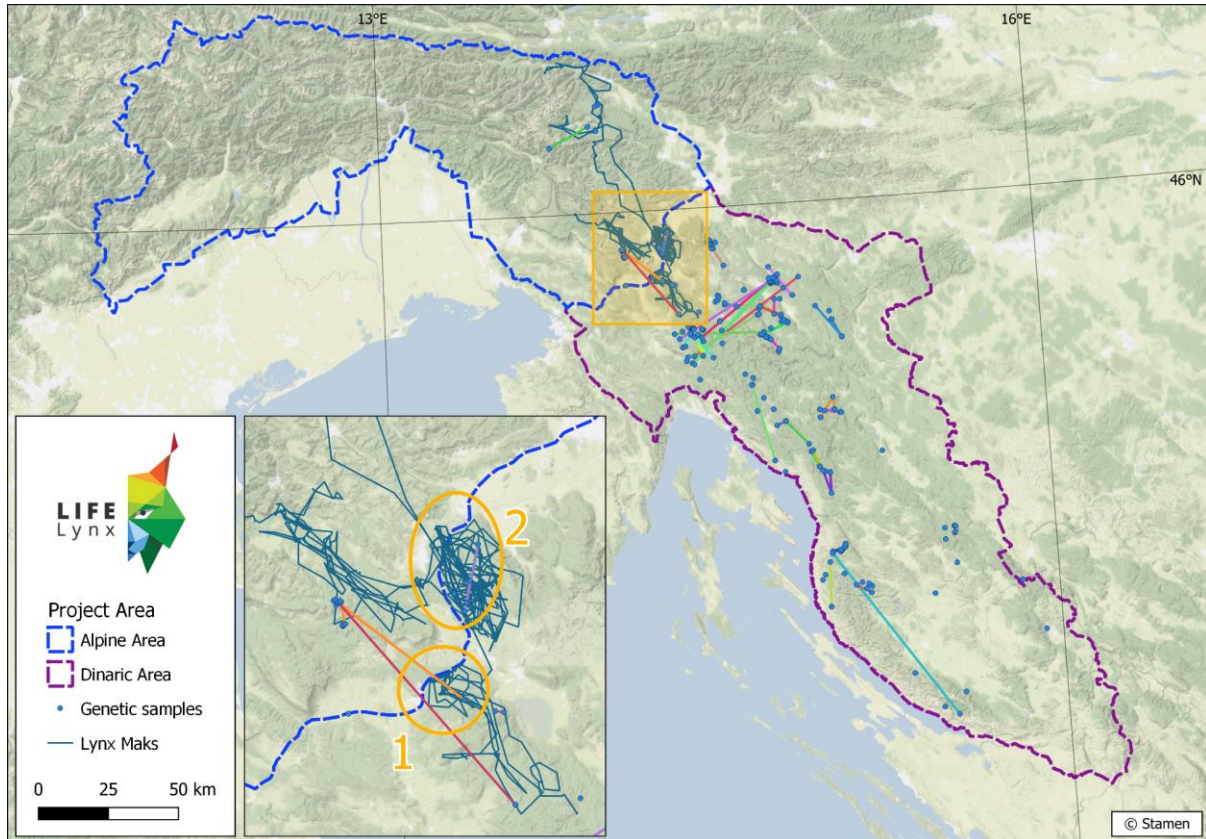 13°E
16°E
46°N
LIFE
Lynx
Project Area
Alpine Area
Dinaric Area
Genetic samples
Lynx Maks
0 25 50 km
2
1
© Stamen